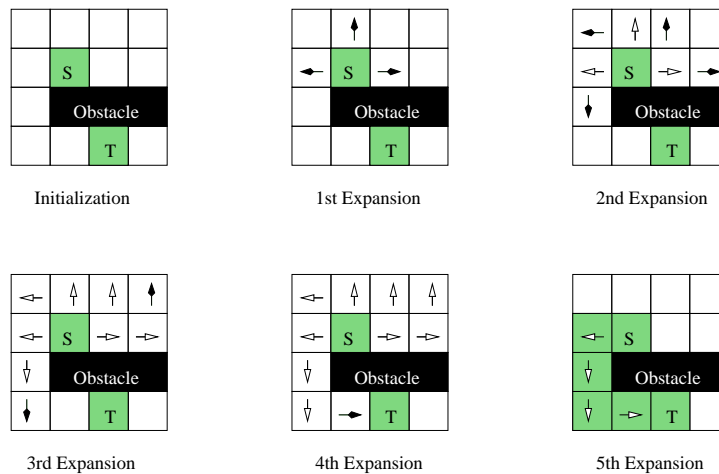 S
Obstacle
T
Initialization
S
Obstacle
T
1st Expansion
S
Obstacle
T
2nd Expansion
S
Obstacle
T
3rd Expansion
S
Obstacle
T
4th Expansion
S
Obstacle
T
5th Expansion